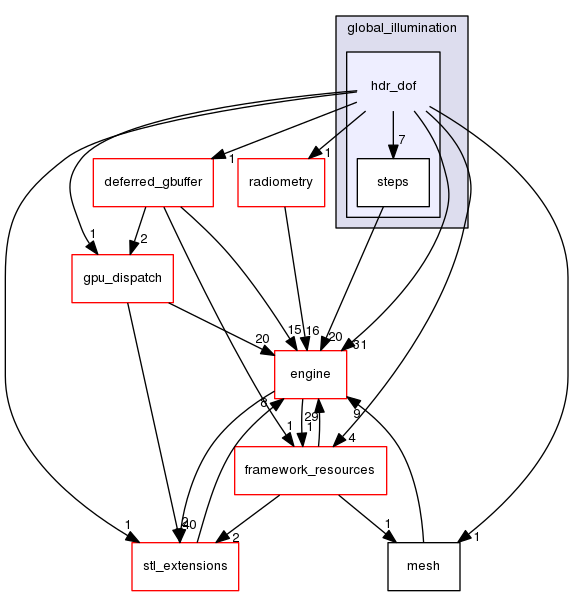 global_illumination
hdr_dof
7
1
1
deferred_gbuffer
radiometry
steps
1
2
gpu_dispatch
20
15
16
20
31
engine
8
29
9
1
1
4
framework_resources
1
40
2
1
1
stl_extensions
mesh